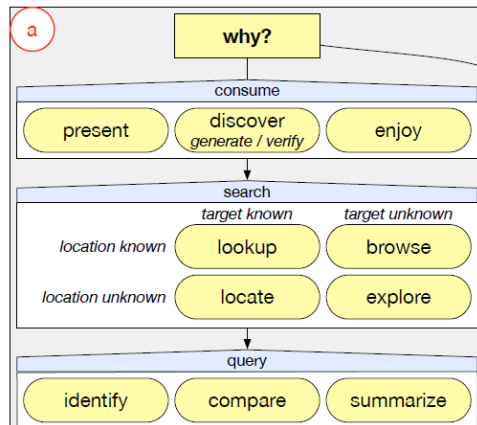 a
why?
consume
present
discover
generate / verify
enjoy
search
target known target unknown
location known lookup browse
location unknown locate explore
query
identify compare summarize